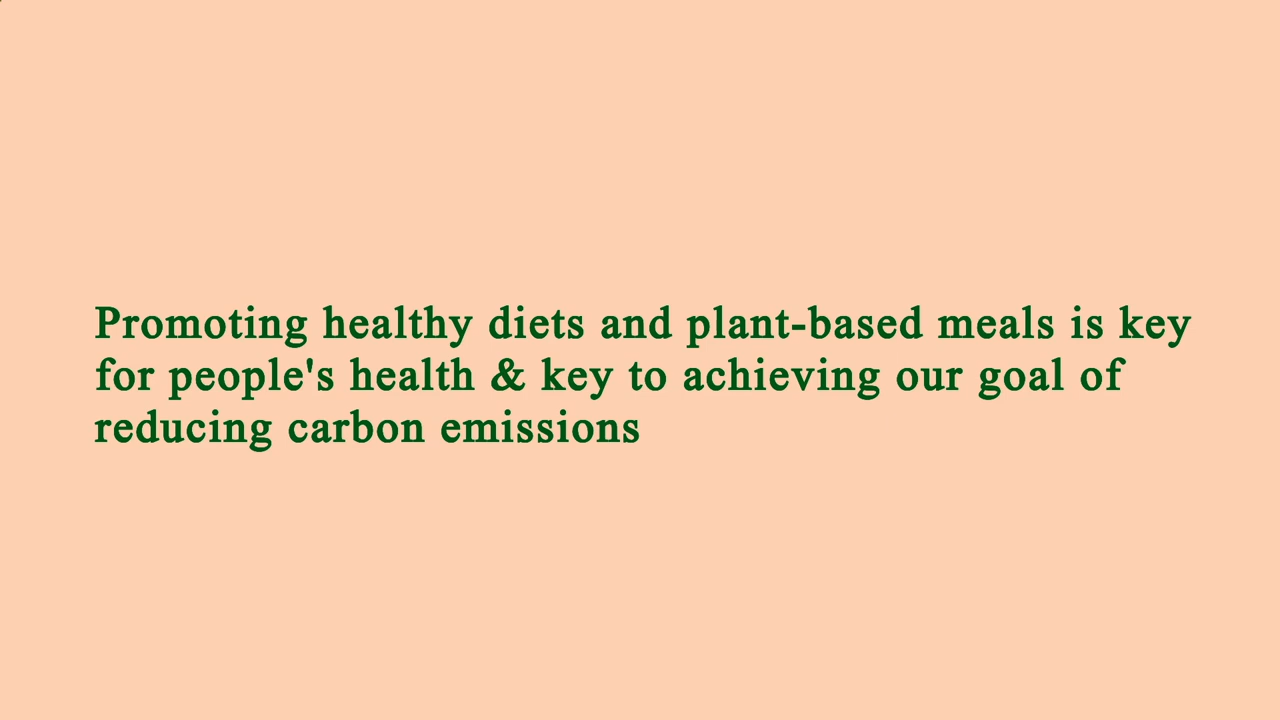 Promoting healthy diets and plant-based meals is key
for people's health & key to achieving our goal of
reducing carbon emissions